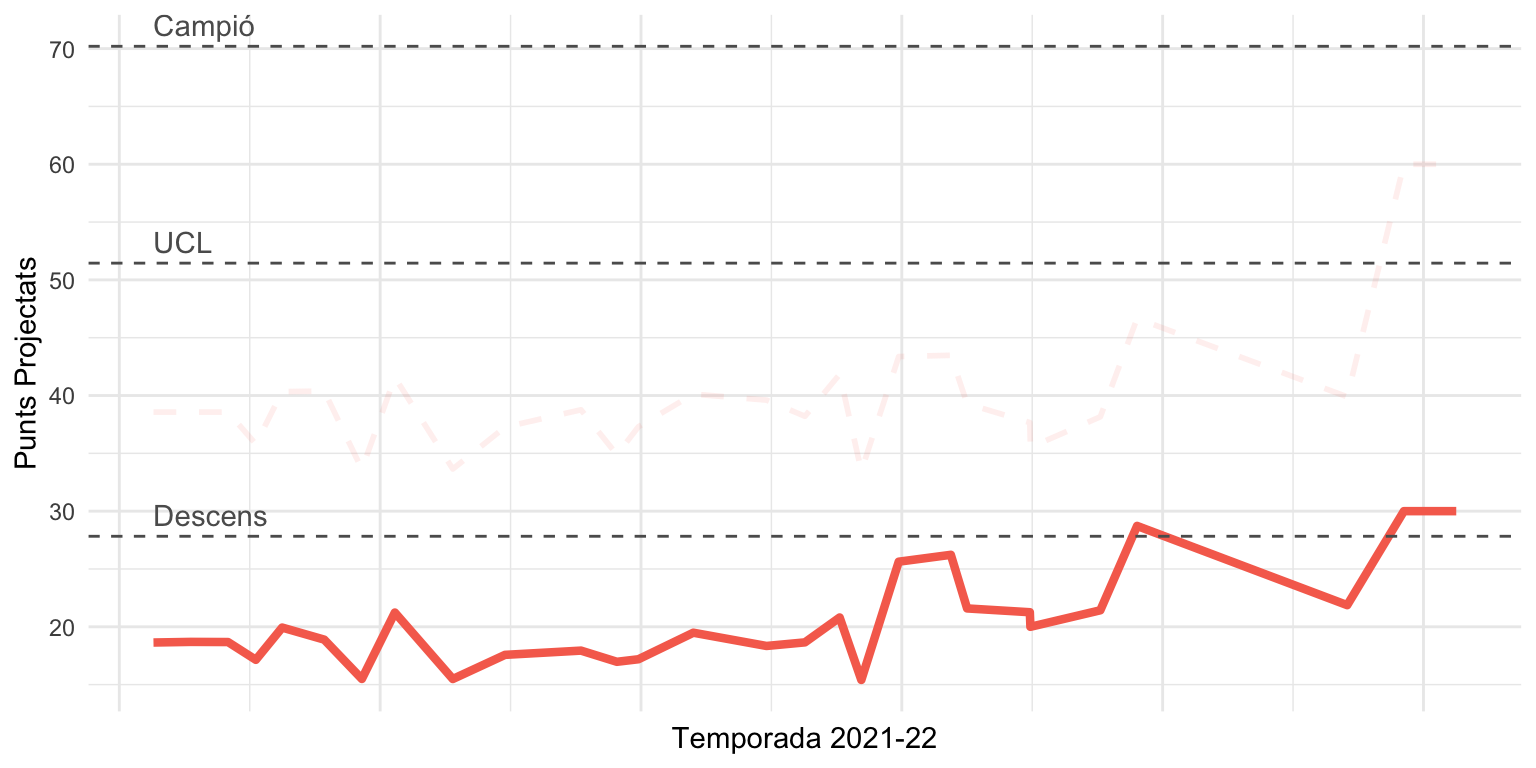 Campió
70
60
UCL
50
40
Descens
30
20
Punts Projectats
Temporada 2021-22